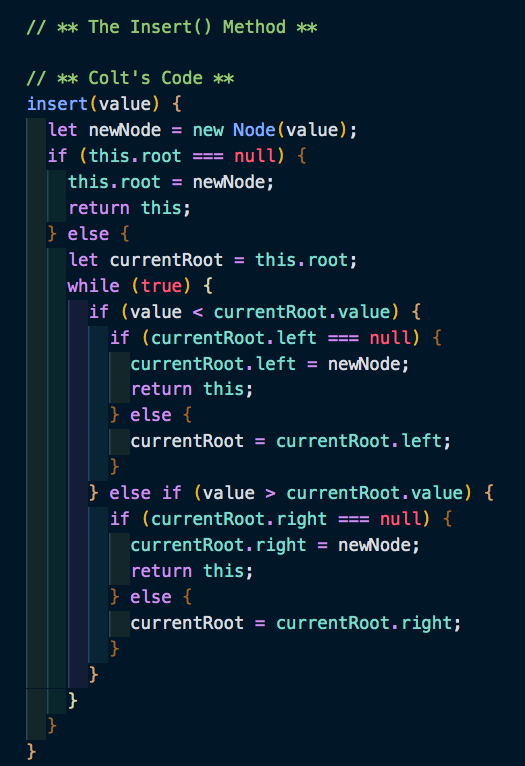 // ** The Insert() Method **

// ** Colt's Code **
insert(value) {
  let newNode = new Node(value);
  if (this.root === null) {
    this.root = newNode;
    return this;
  } else {
    let currentRoot = this.root;
    while (true) {
      if (value < currentRoot.value) {
        if (currentRoot.left === null) {
          currentRoot.left = newNode;
          return this;
        } else {
          currentRoot = currentRoot.left;
        }
      } else if (value > currentRoot.value) {
        if (currentRoot.right === null) {
          currentRoot.right = newNode;
          return this;
        } else {
          currentRoot = currentRoot.right;
        }
      }
    }
  }
}